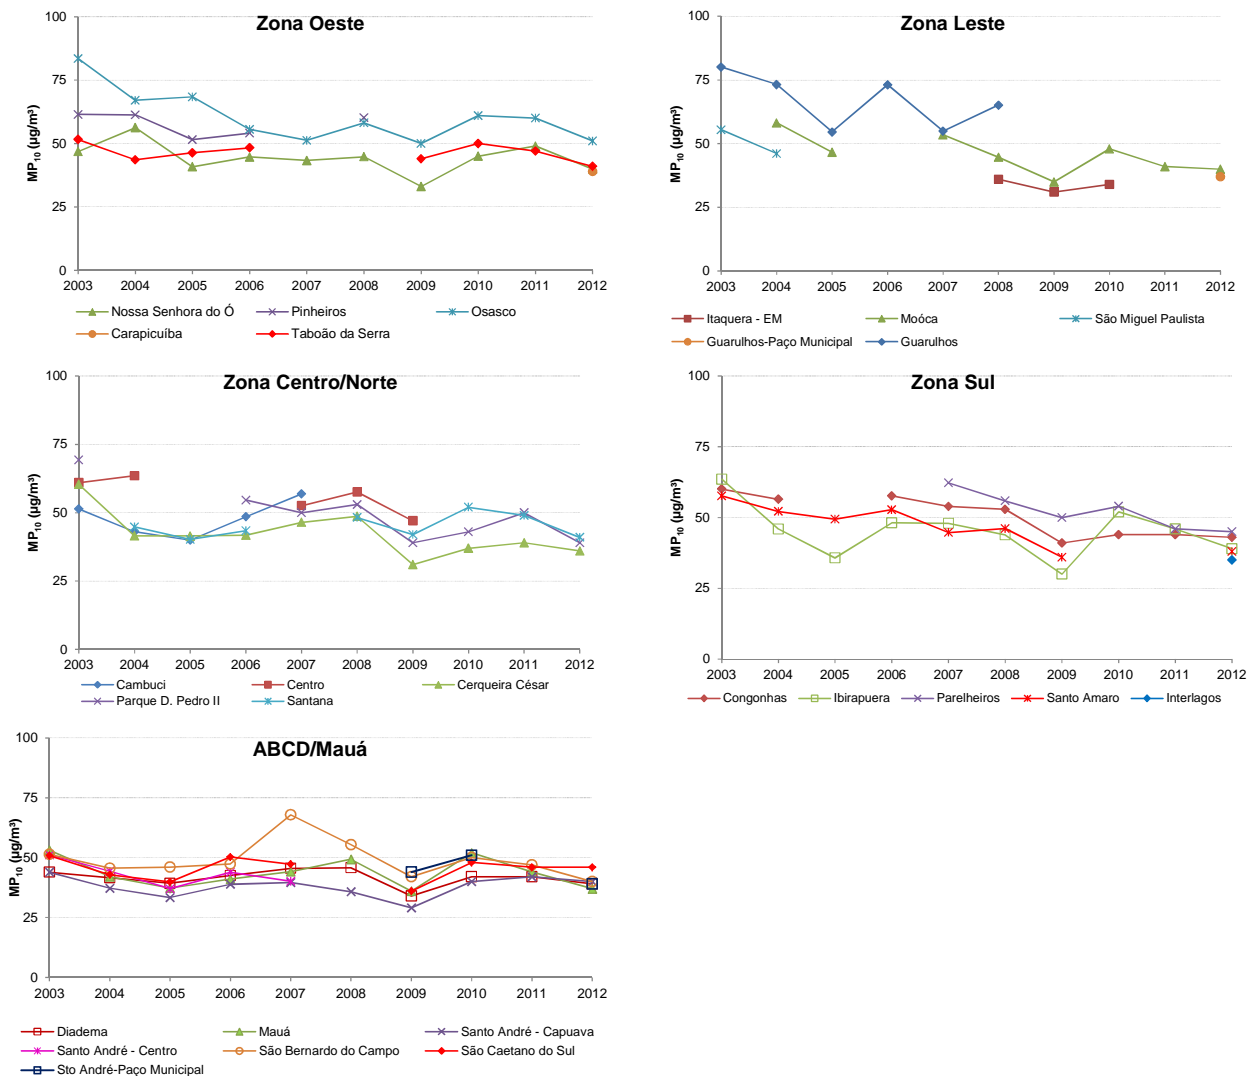 Zona Oeste
100
75
50
25
0
MP₁₀ (µg/m³)
2003 2004 2005 2006 2007 2008 2009 2010 2011 2012
Nossa Senhora do Ó Pinheiros Osasco
Carapicuíba Taboão da Serra
Zona Leste
100
75
50
25
0
MP₁₀ (µg/m³)
2003 2004 2005 2006 2007 2008 2009 2010 2011 2012
Itaquera - EM Moóca São Miguel Paulista
Guarulhos-Paço Municipal Guarulhos
Zona Centro/Norte
100
75
50
25
0
MP₁₀ (µg/m³)
2003 2004 2005 2006 2007 2008 2009 2010 2011 2012
Cambuci Centro Cerqueira César
Parque D. Pedro II Santana
Zona Sul
100
75
50
25
0
MP₁₀ (µg/m³)
2003 2004 2005 2006 2007 2008 2009 2010 2011 2012
Congonhas Ibirapuera Parelheiros Santo Amaro Interlagos
ABCD/Mauá
100
75
50
25
0
MP₁₀ (µg/m³)
2003 2004 2005 2006 2007 2008 2009 2010 2011 2012
Diadema Mauá Santo André - Capuava
Santo André - Centro São Bernardo do Campo São Caetano do Sul
Sto André-Paço Municipal